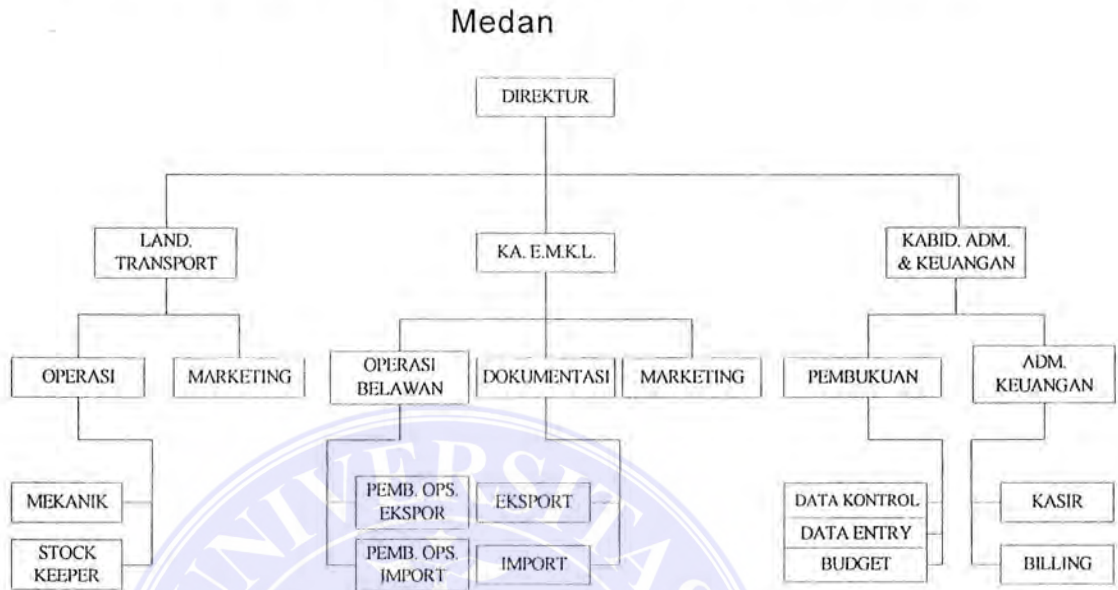 Medan
DIREKTUR
LAND.
TRANSPORT
KA. E.M.K.L.
KABID. ADM.
& KEUANGAN
OPERASI
MARKETING
OPERASI
BELAWAN
DOKUMENTASI
MARKETING
PEMBUKUAN
ADM.
KEUANGAN
MEKANIK
STOCK
KEEPER
PEMB. OPS.
EKSPOR
PEMB. OPS.
IMPORT
EKSPORT
IMPORT
DATA KONTROL
DATA ENTRY
BUDGET
KASIR
BILLING
UNIVERSITAS